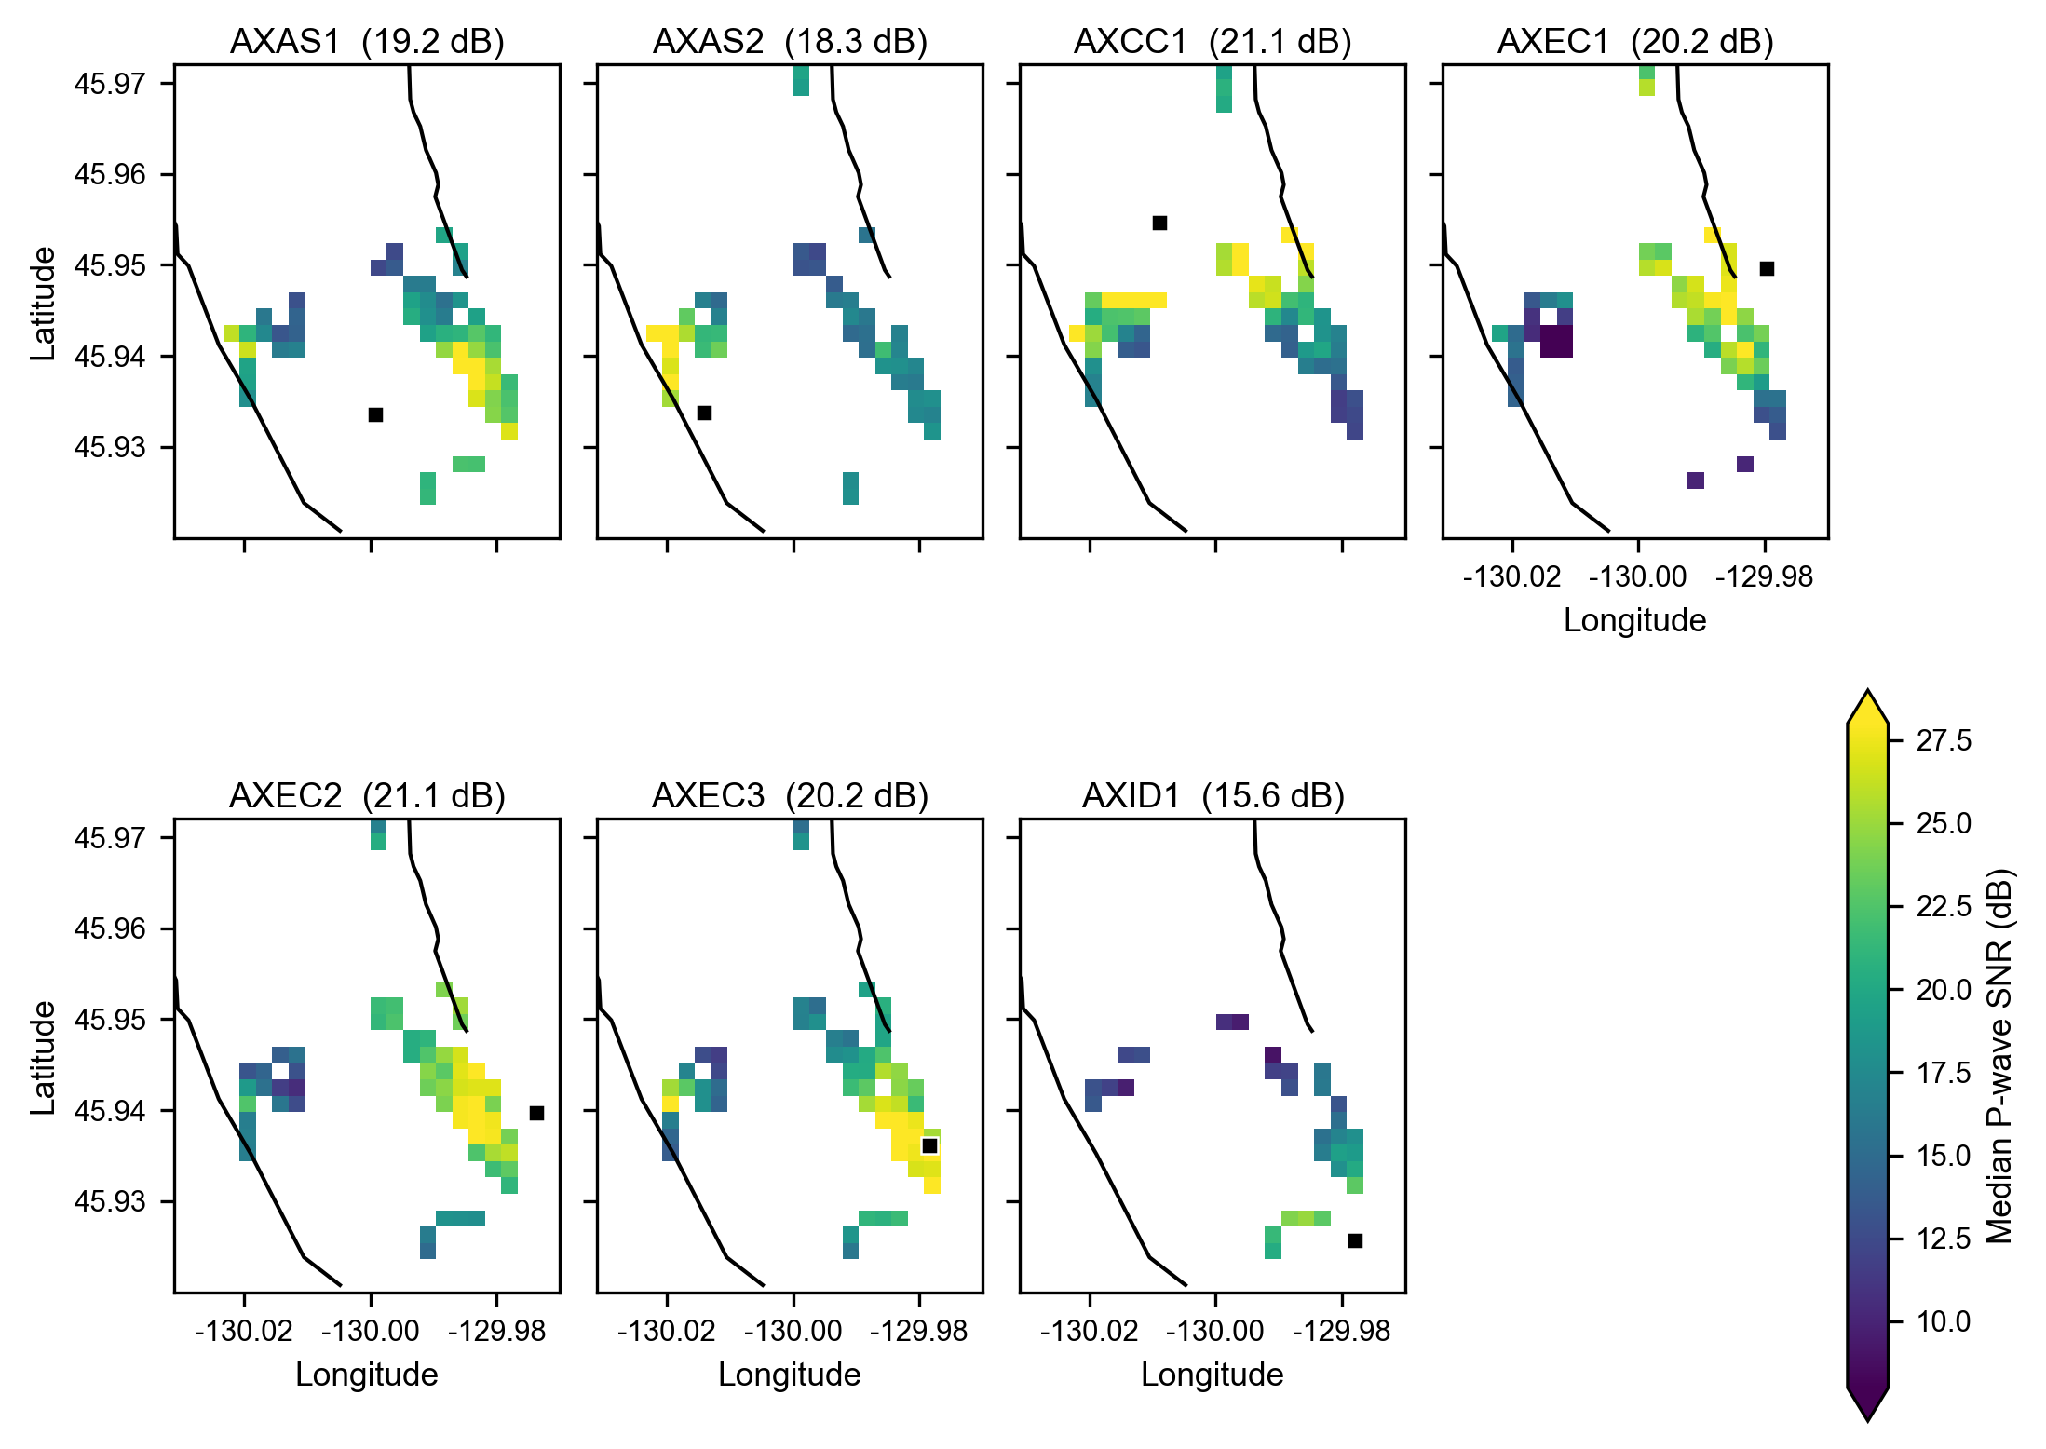 AXAS1 (19.2 dB)
AXAS2 (18.3 dB)
AXCC1 (21.1 dB)
AXEC1 (20.2 dB)
45.97
45.96
45.95
45.94
45.93
Latitude
-130.02 -130.00 -129.98
Longitude
AXEC2 (21.1 dB)
AXEC3 (20.2 dB)
AXID1 (15.6 dB)
45.97
45.96
45.95
45.94
45.93
Latitude
-130.02 -130.00 -129.98
Longitude
-130.02 -130.00 -129.98
Longitude
-130.02 -130.00 -129.98
Longitude
27.5
25.0
22.5
20.0
17.5
15.0
12.5
10.0
Median P-wave SNR (dB)